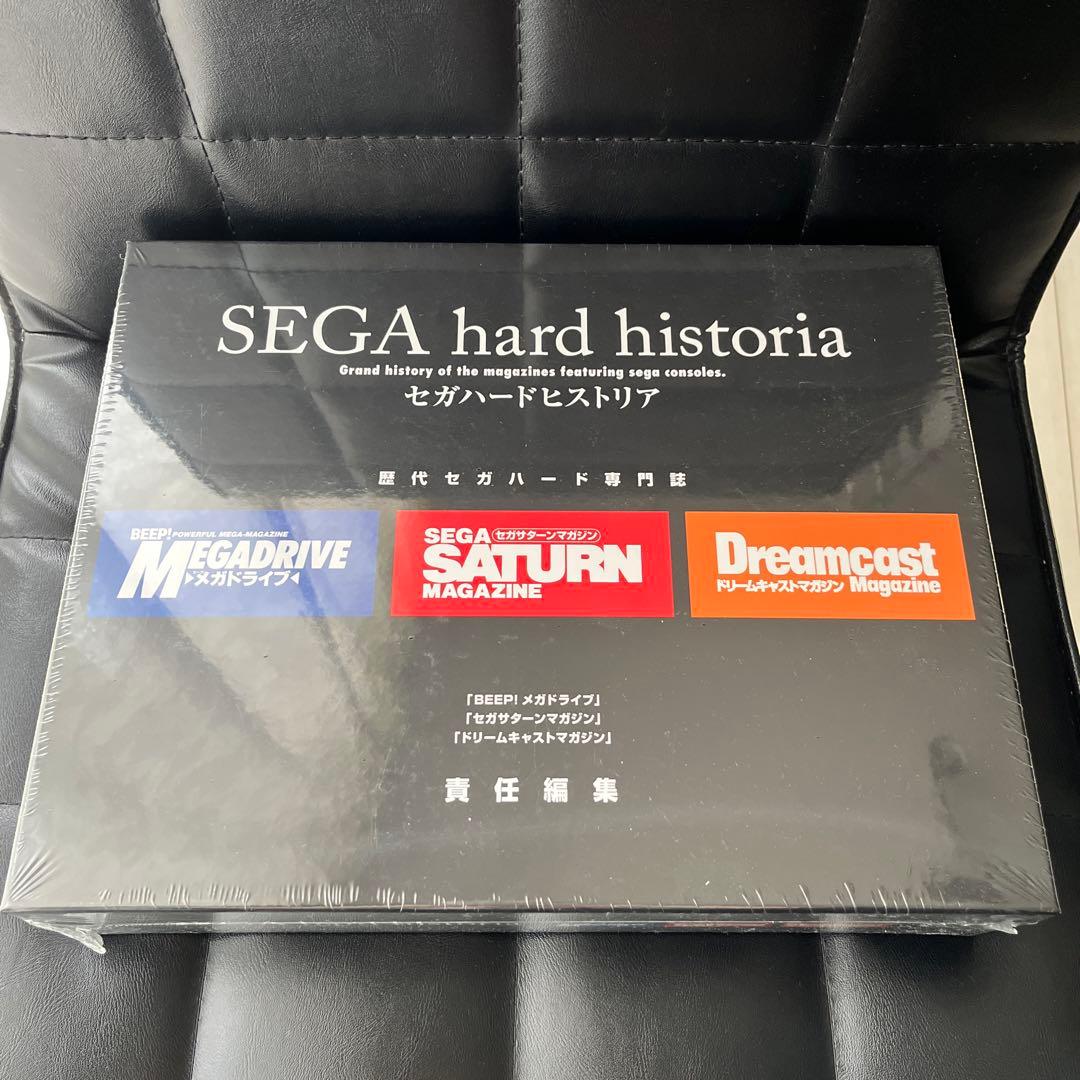 SEGA hard historia
Grand history of the magazines featuring sega consoles.
セガハードヒストリア
歴代セガハード専門誌
BEEP! POWERFUL MEGA-MAGAZINE
MEGADRIVE
メガドライブ
SEGA セガサターンマガジン
SATURN
MAGAZINE
Dreamcast
ドリームキャストマガジン Magazine
「BEEP! メガドライブ」
「セガサターンマガジン」
「ドリームキャストマガジン」
責任編集